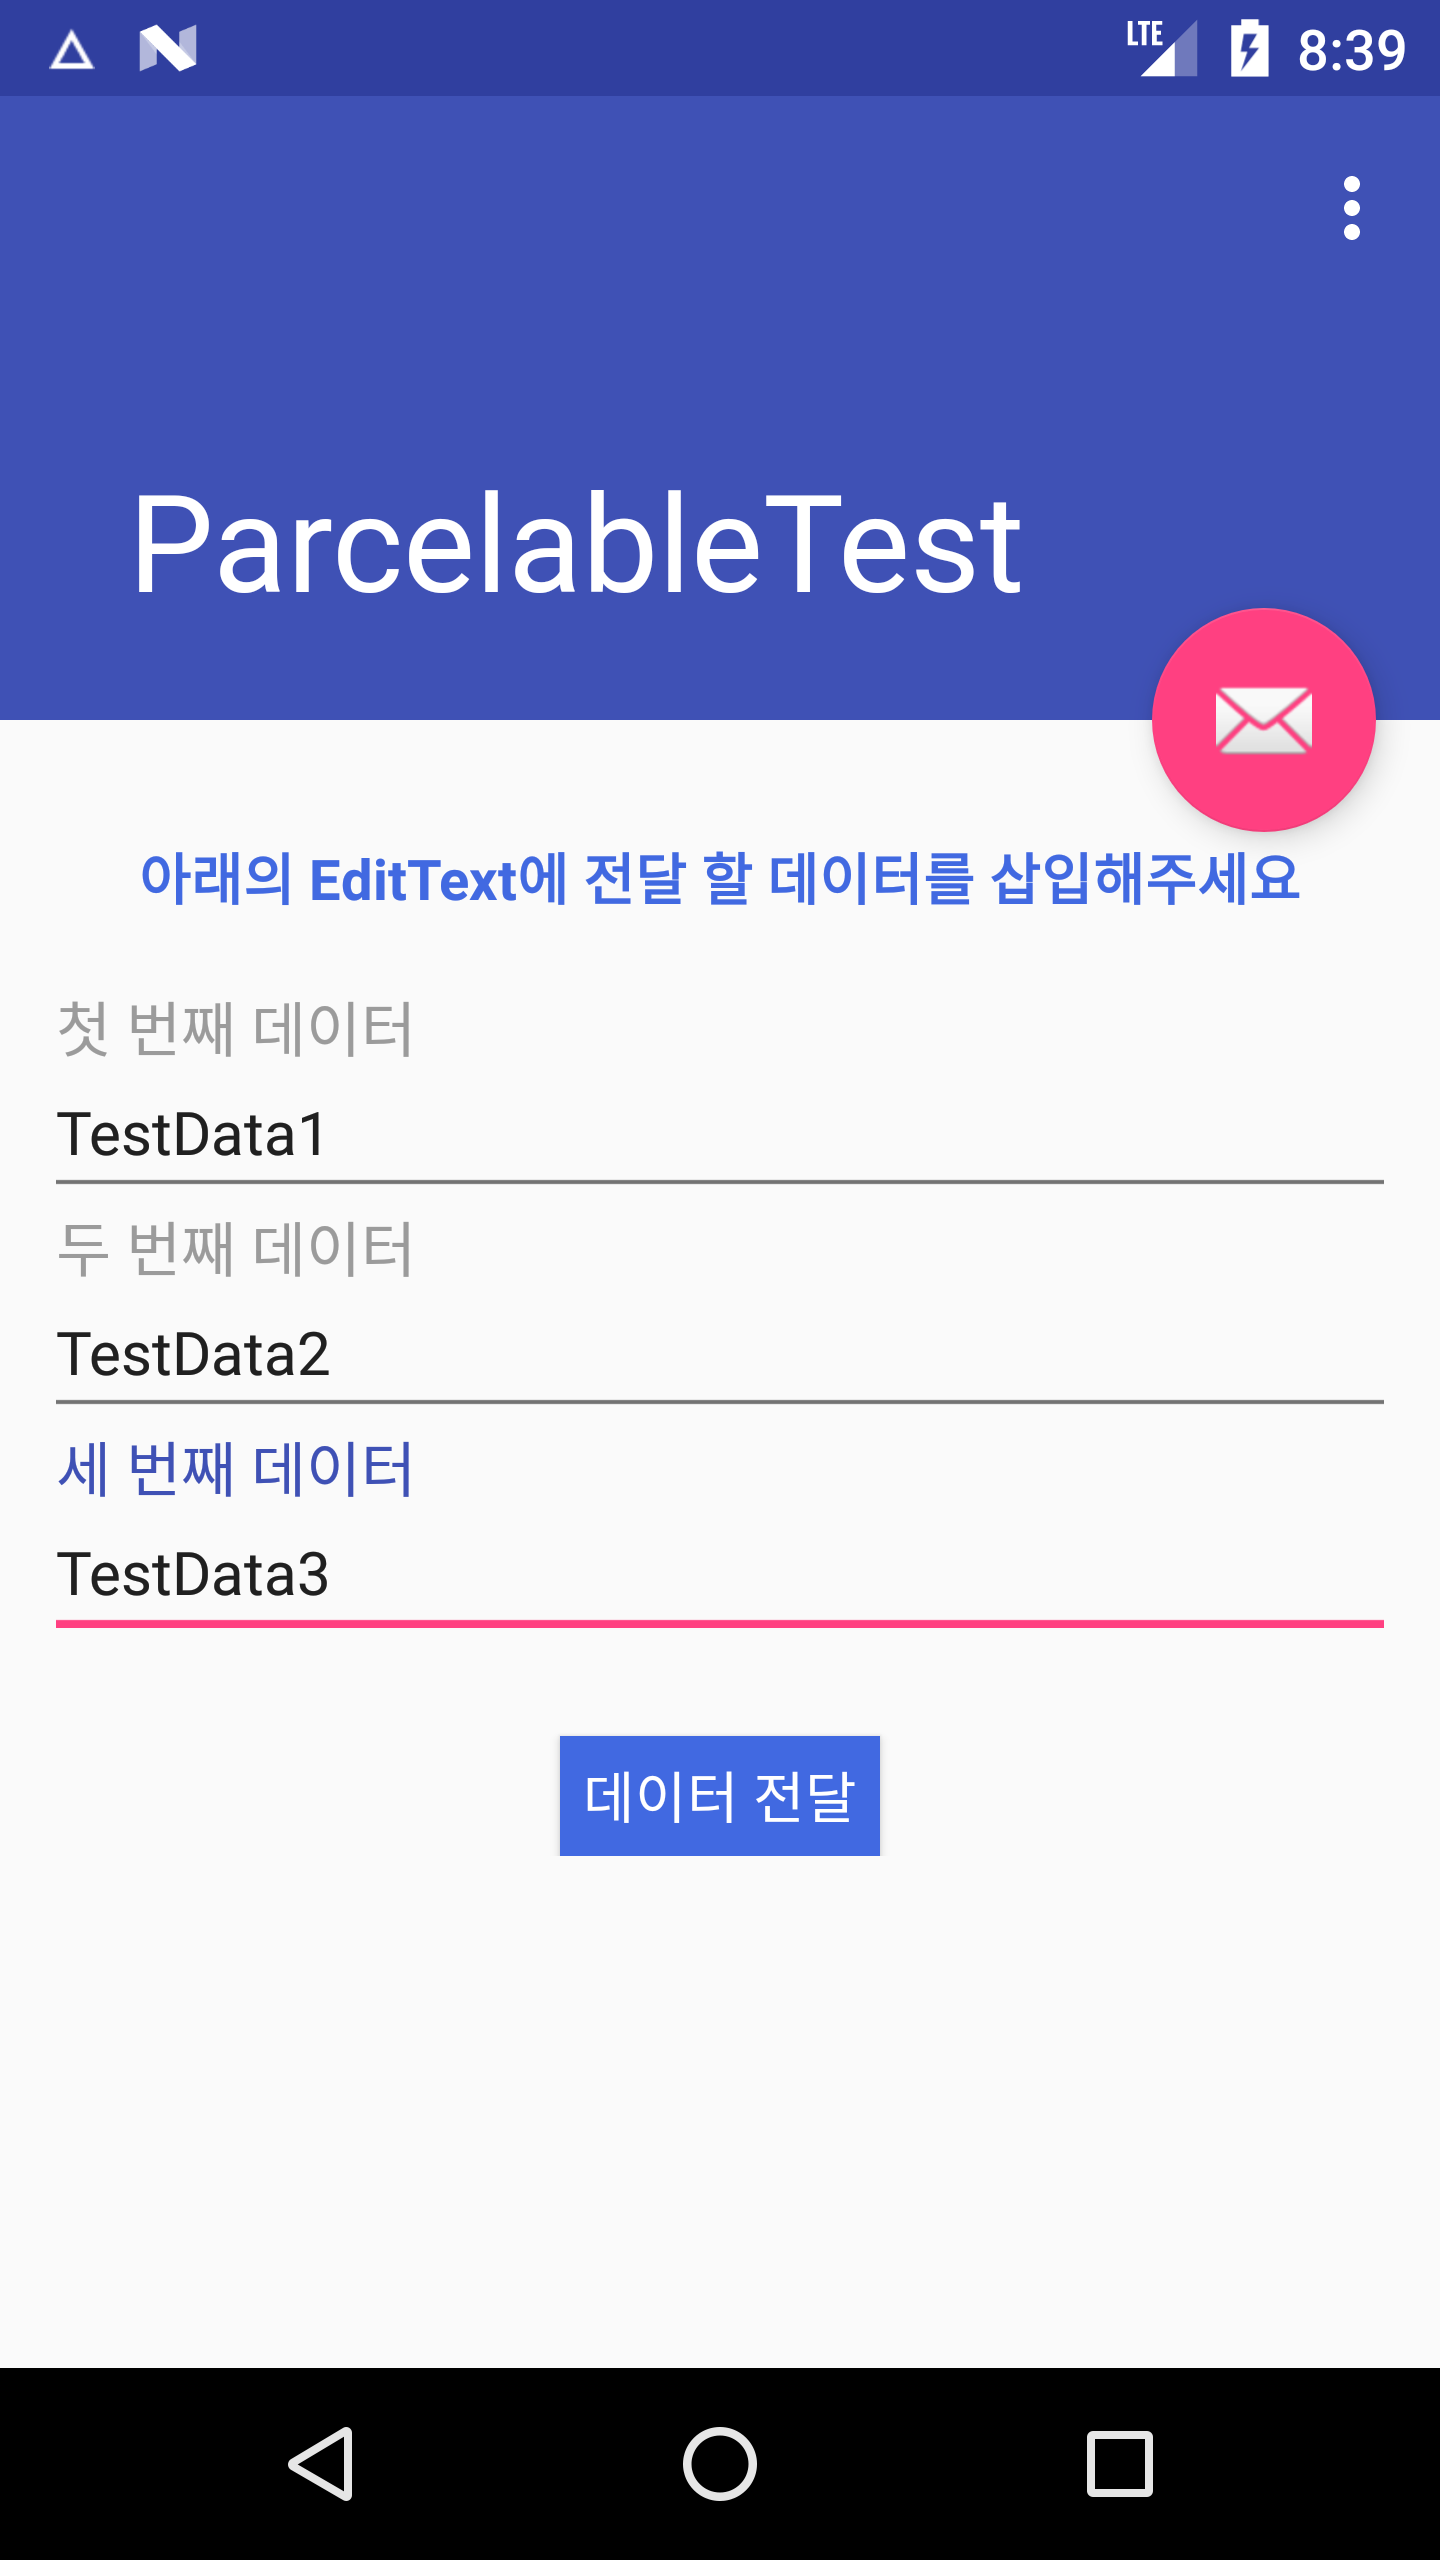 LTE 8:39
ParcelableTest
아래의 EditText에 전달 할 데이터를 삽입해주세요
첫 번째 데이터
TestData1
두 번째 데이터
TestData2
세 번째 데이터
TestData3
데이터 전달